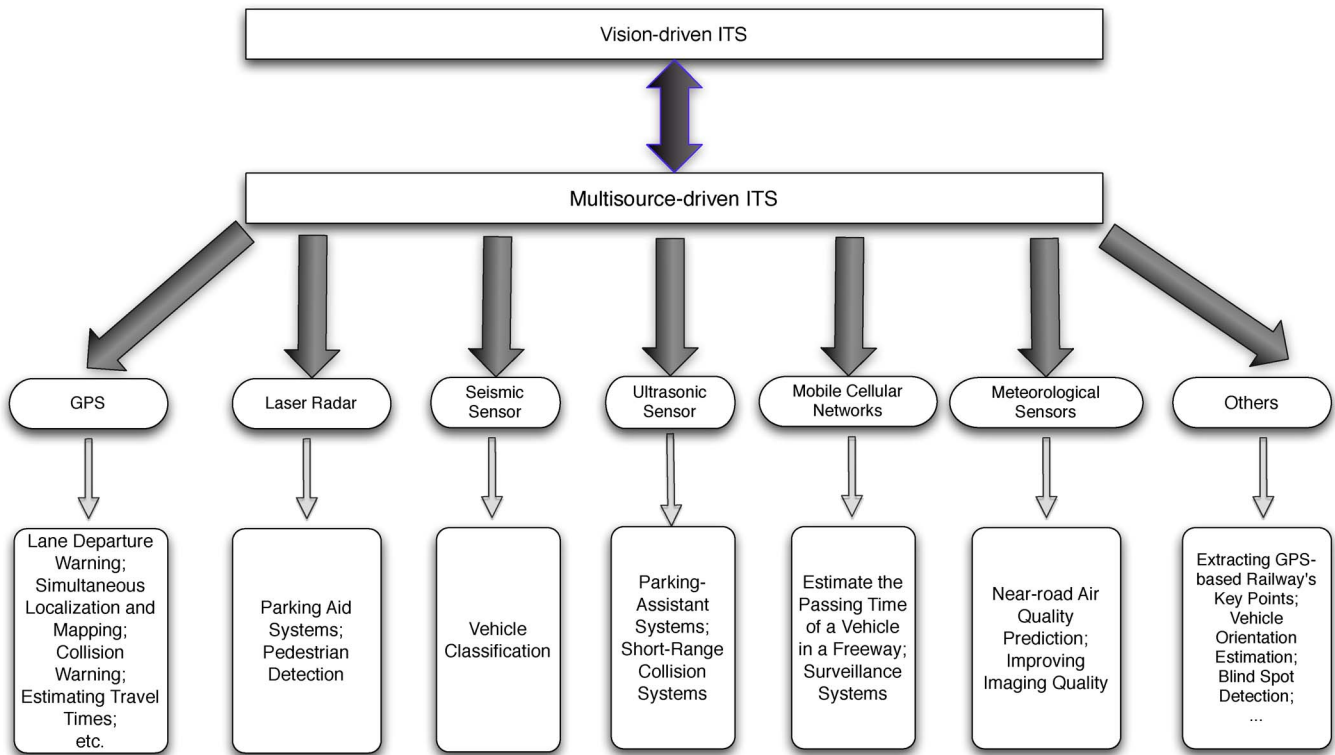 Vision-driven ITS
Multisource-driven ITS
GPS
Laser Radar
Seismic
Sensor
Ultrasonic
Sensor
Mobile Cellular
Networks
Meteorological
Sensors
Others
Lane Departure
Warning;
Simultaneous
Localization and
Mapping;
Collision
Warning;
Estimating Travel
Times;
etc.
Parking Aid
Systems;
Pedestrian
Detection
Vehicle
Classification
Parking-
Assistant
Systems;
Short-Range
Collision
Systems
Estimate the
Passing Time
of a Vehicle
in a Freeway;
Surveillance
Systems
Near-road Air
Quality
Prediction;
Improving
Imaging Quality
Extracting GPS-
based Railway's
Key Points;
Vehicle
Orientation
Estimation;
Blind Spot
Detection;
...